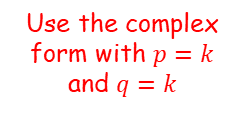 Use the complex
form with 𝑝 = 𝑘
and 𝑞 = 𝑘